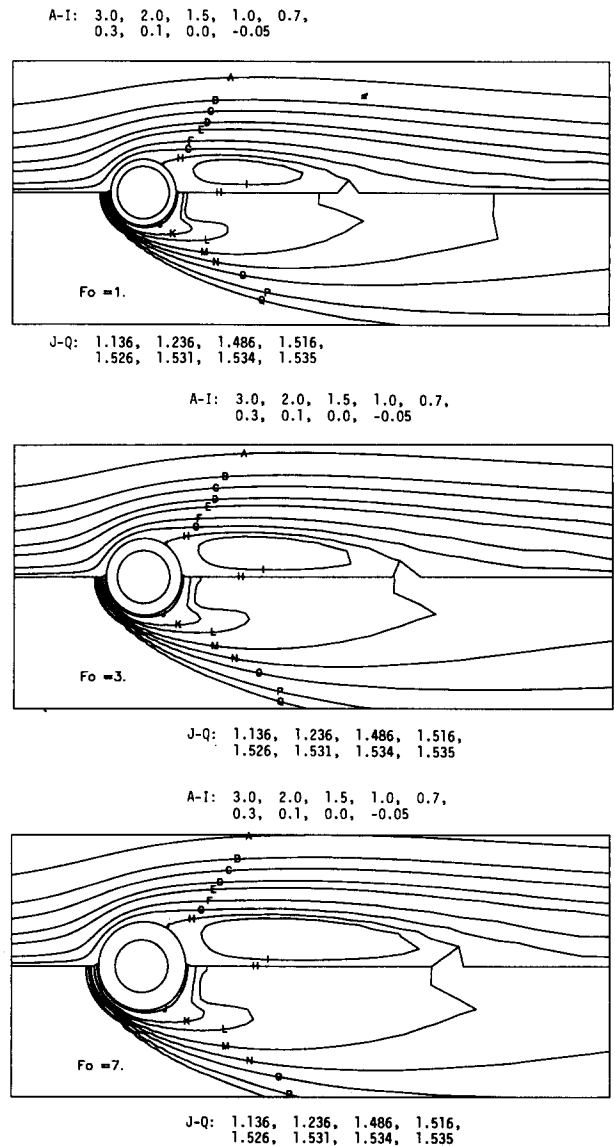 A-I: 3.0, 2.0, 1.5, 1.0, 0.7,
0.3, 0.1, 0.0, -0.05
A
B
C
D
E
F
G
H
I
H
J
K
L
M
N
O
P
Q
Fo =1.
J-Q: 1.136, 1.236, 1.486, 1.516,
1.526, 1.531, 1.534, 1.535
A-I: 3.0, 2.0, 1.5, 1.0, 0.7,
0.3, 0.1, 0.0, -0.05
A
B
C
D
E
F
G
H
I
H
J
K
L
M
N
O
P
Q
Fo =3.
J-Q: 1.136, 1.236, 1.486, 1.516,
1.526, 1.531, 1.534, 1.535
A-I: 3.0, 2.0, 1.5, 1.0, 0.7,
0.3, 0.1, 0.0, -0.05
A
B
C
D
E
F
G
H
I
H
J
K
L
M
N
O
P
Fo =7.
J-Q: 1.136, 1.236, 1.486, 1.516,
1.526, 1.531, 1.534, 1.535